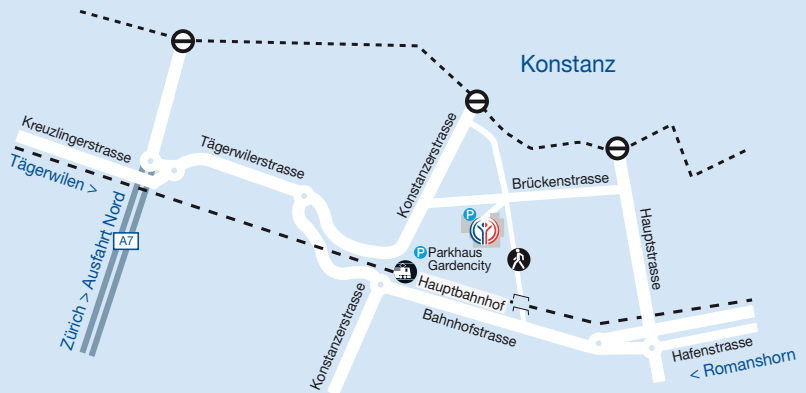 Konstanz
Kreuzlingerstrasse
Tägerwilen >
Tägerwilerstrasse
Konstanzerstrasse
Brückenstrasse
Hauptstrasse
Zürich > Ausfahrt Nord
A7
P
P Parkhaus
Gardencity
Hauptbahnhof
Bahnhofstrasse
Konstanzerstrasse
Hafenstrasse
< Romanshorn